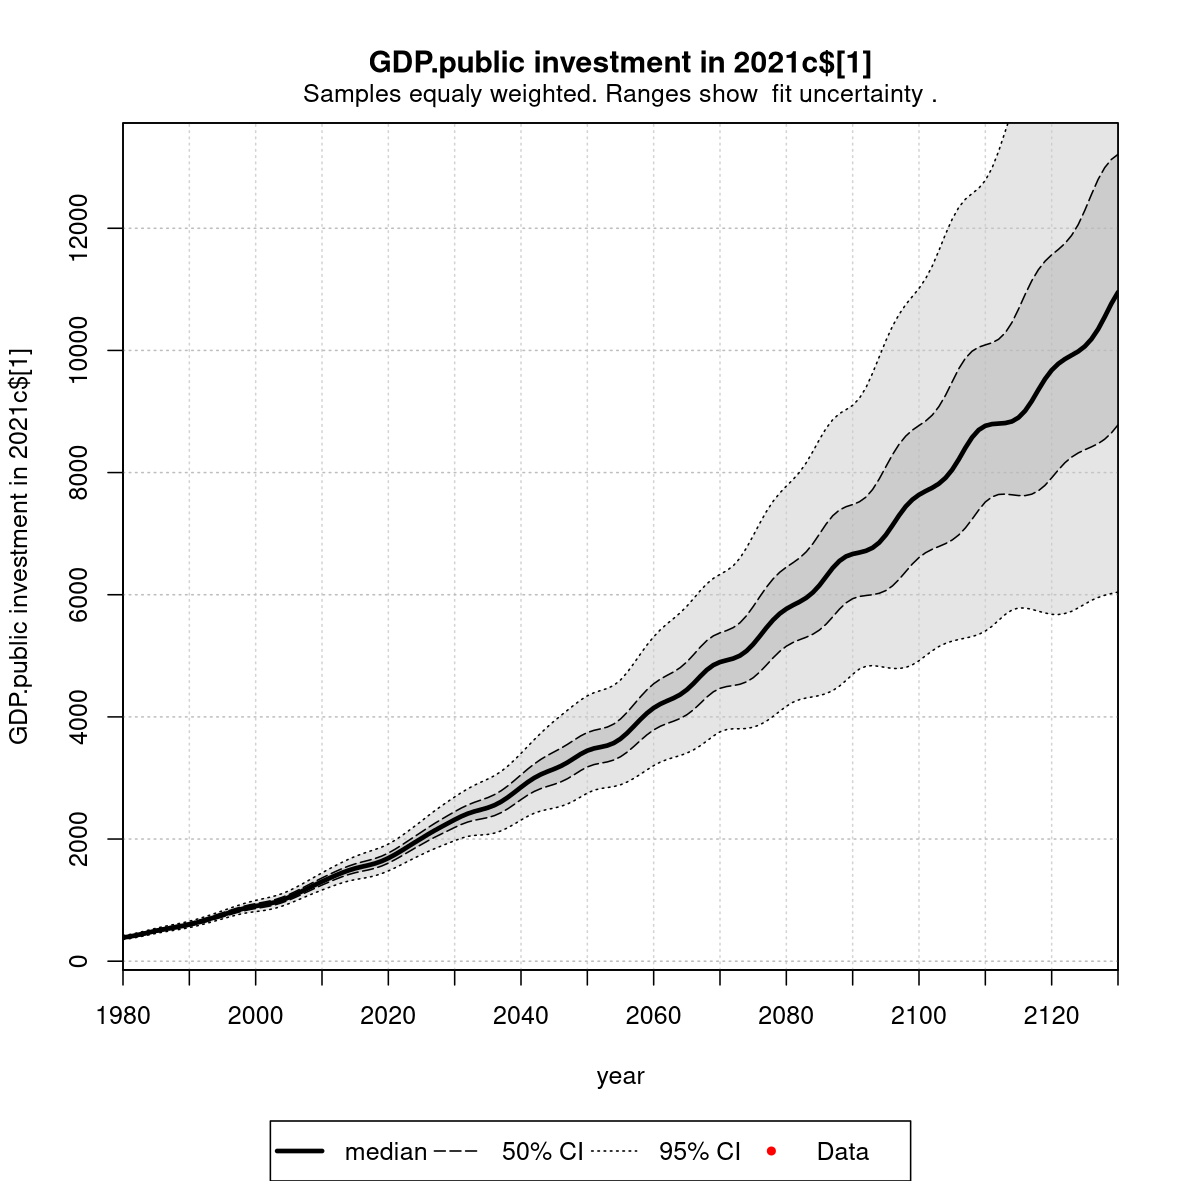 GDP.public investment in 2021c$[1]
Samples equaly weighted. Ranges show  fit uncertainty .
GDP.public investment in 2021c$[1]
12000
10000
8000
6000
4000
2000
0
1980 2000 2020 2040 2060 2080 2100 2120
year
median 50% CI 95% CI Data